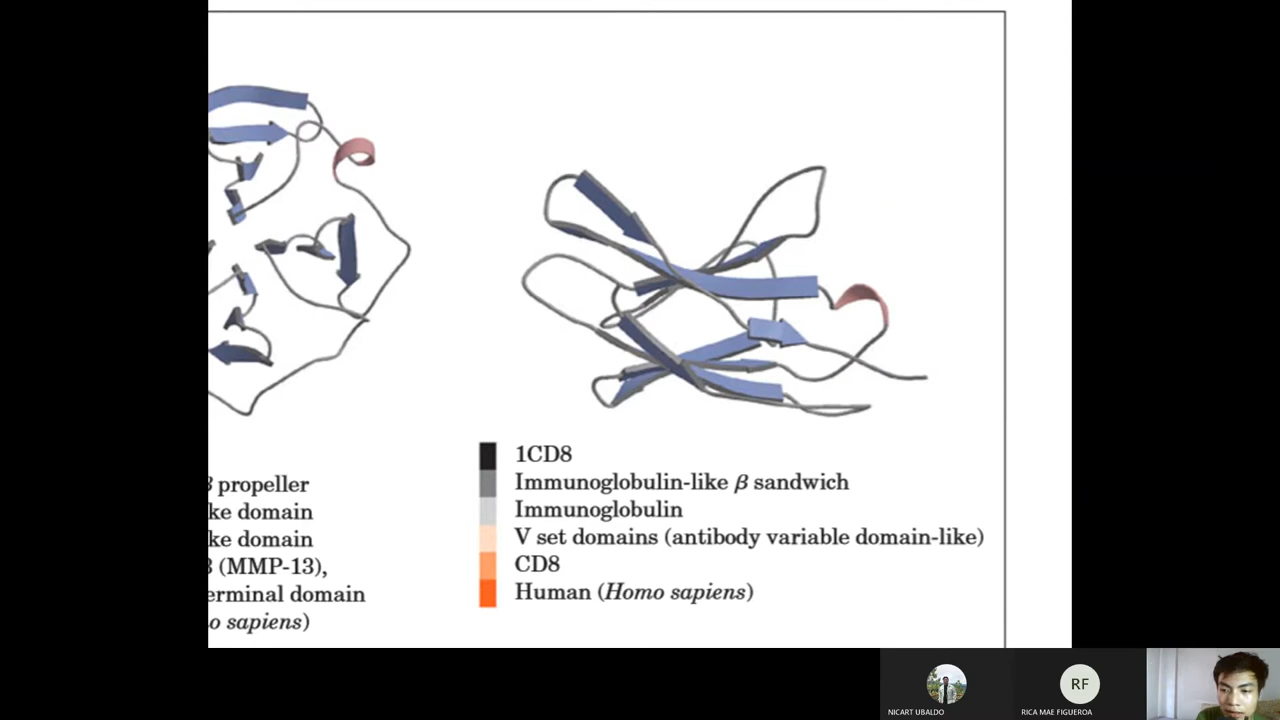 β propeller
ke domain
ke domain
3 (MMP-13),
erminal domain
o sapiens)
1CD8
Immunoglobulin-like β sandwich
Immunoglobulin
V set domains (antibody variable domain-like)
CD8
Human (Homo sapiens)
RF
NICART UBALDO
RICA MAE FIGUEROA